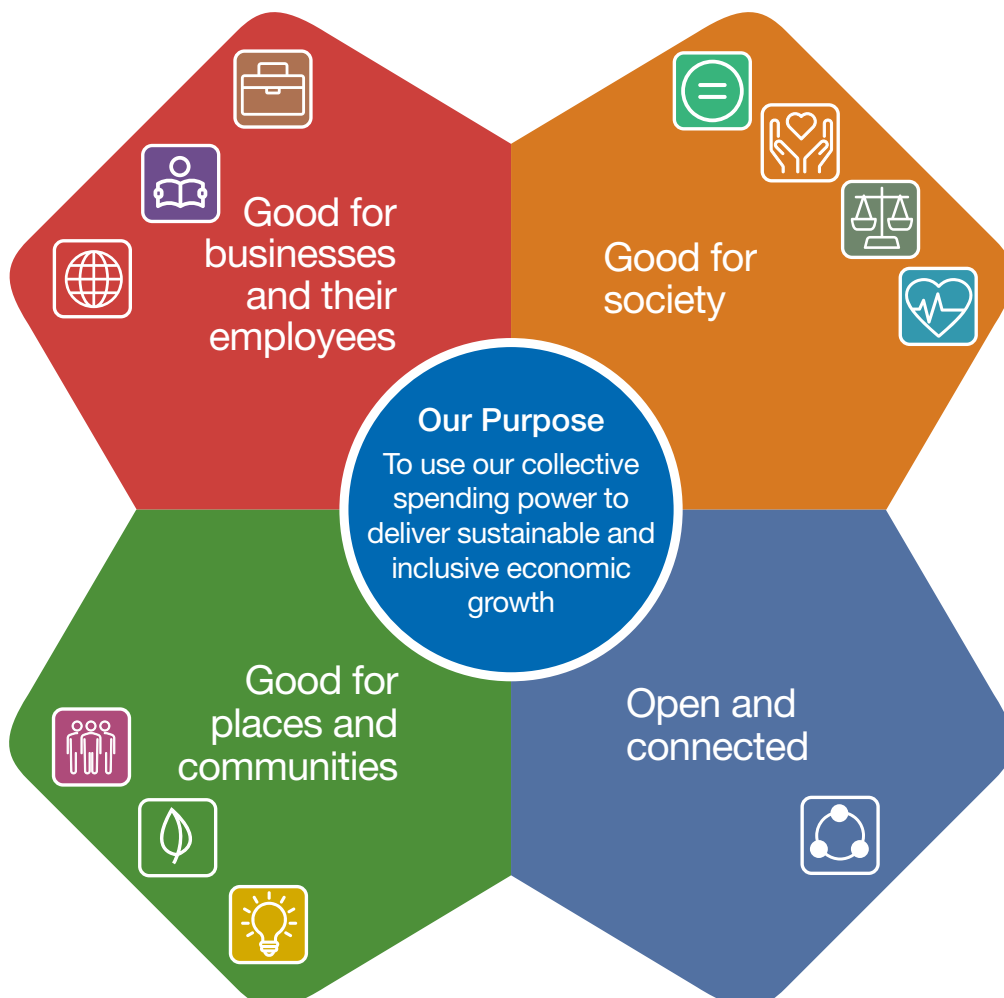 Good for
businesses
and their
employees
Good for
society
Our Purpose
To use our collective
spending power to
deliver sustainable and
inclusive economic
growth
Good for
places and
communities
Open and
connected